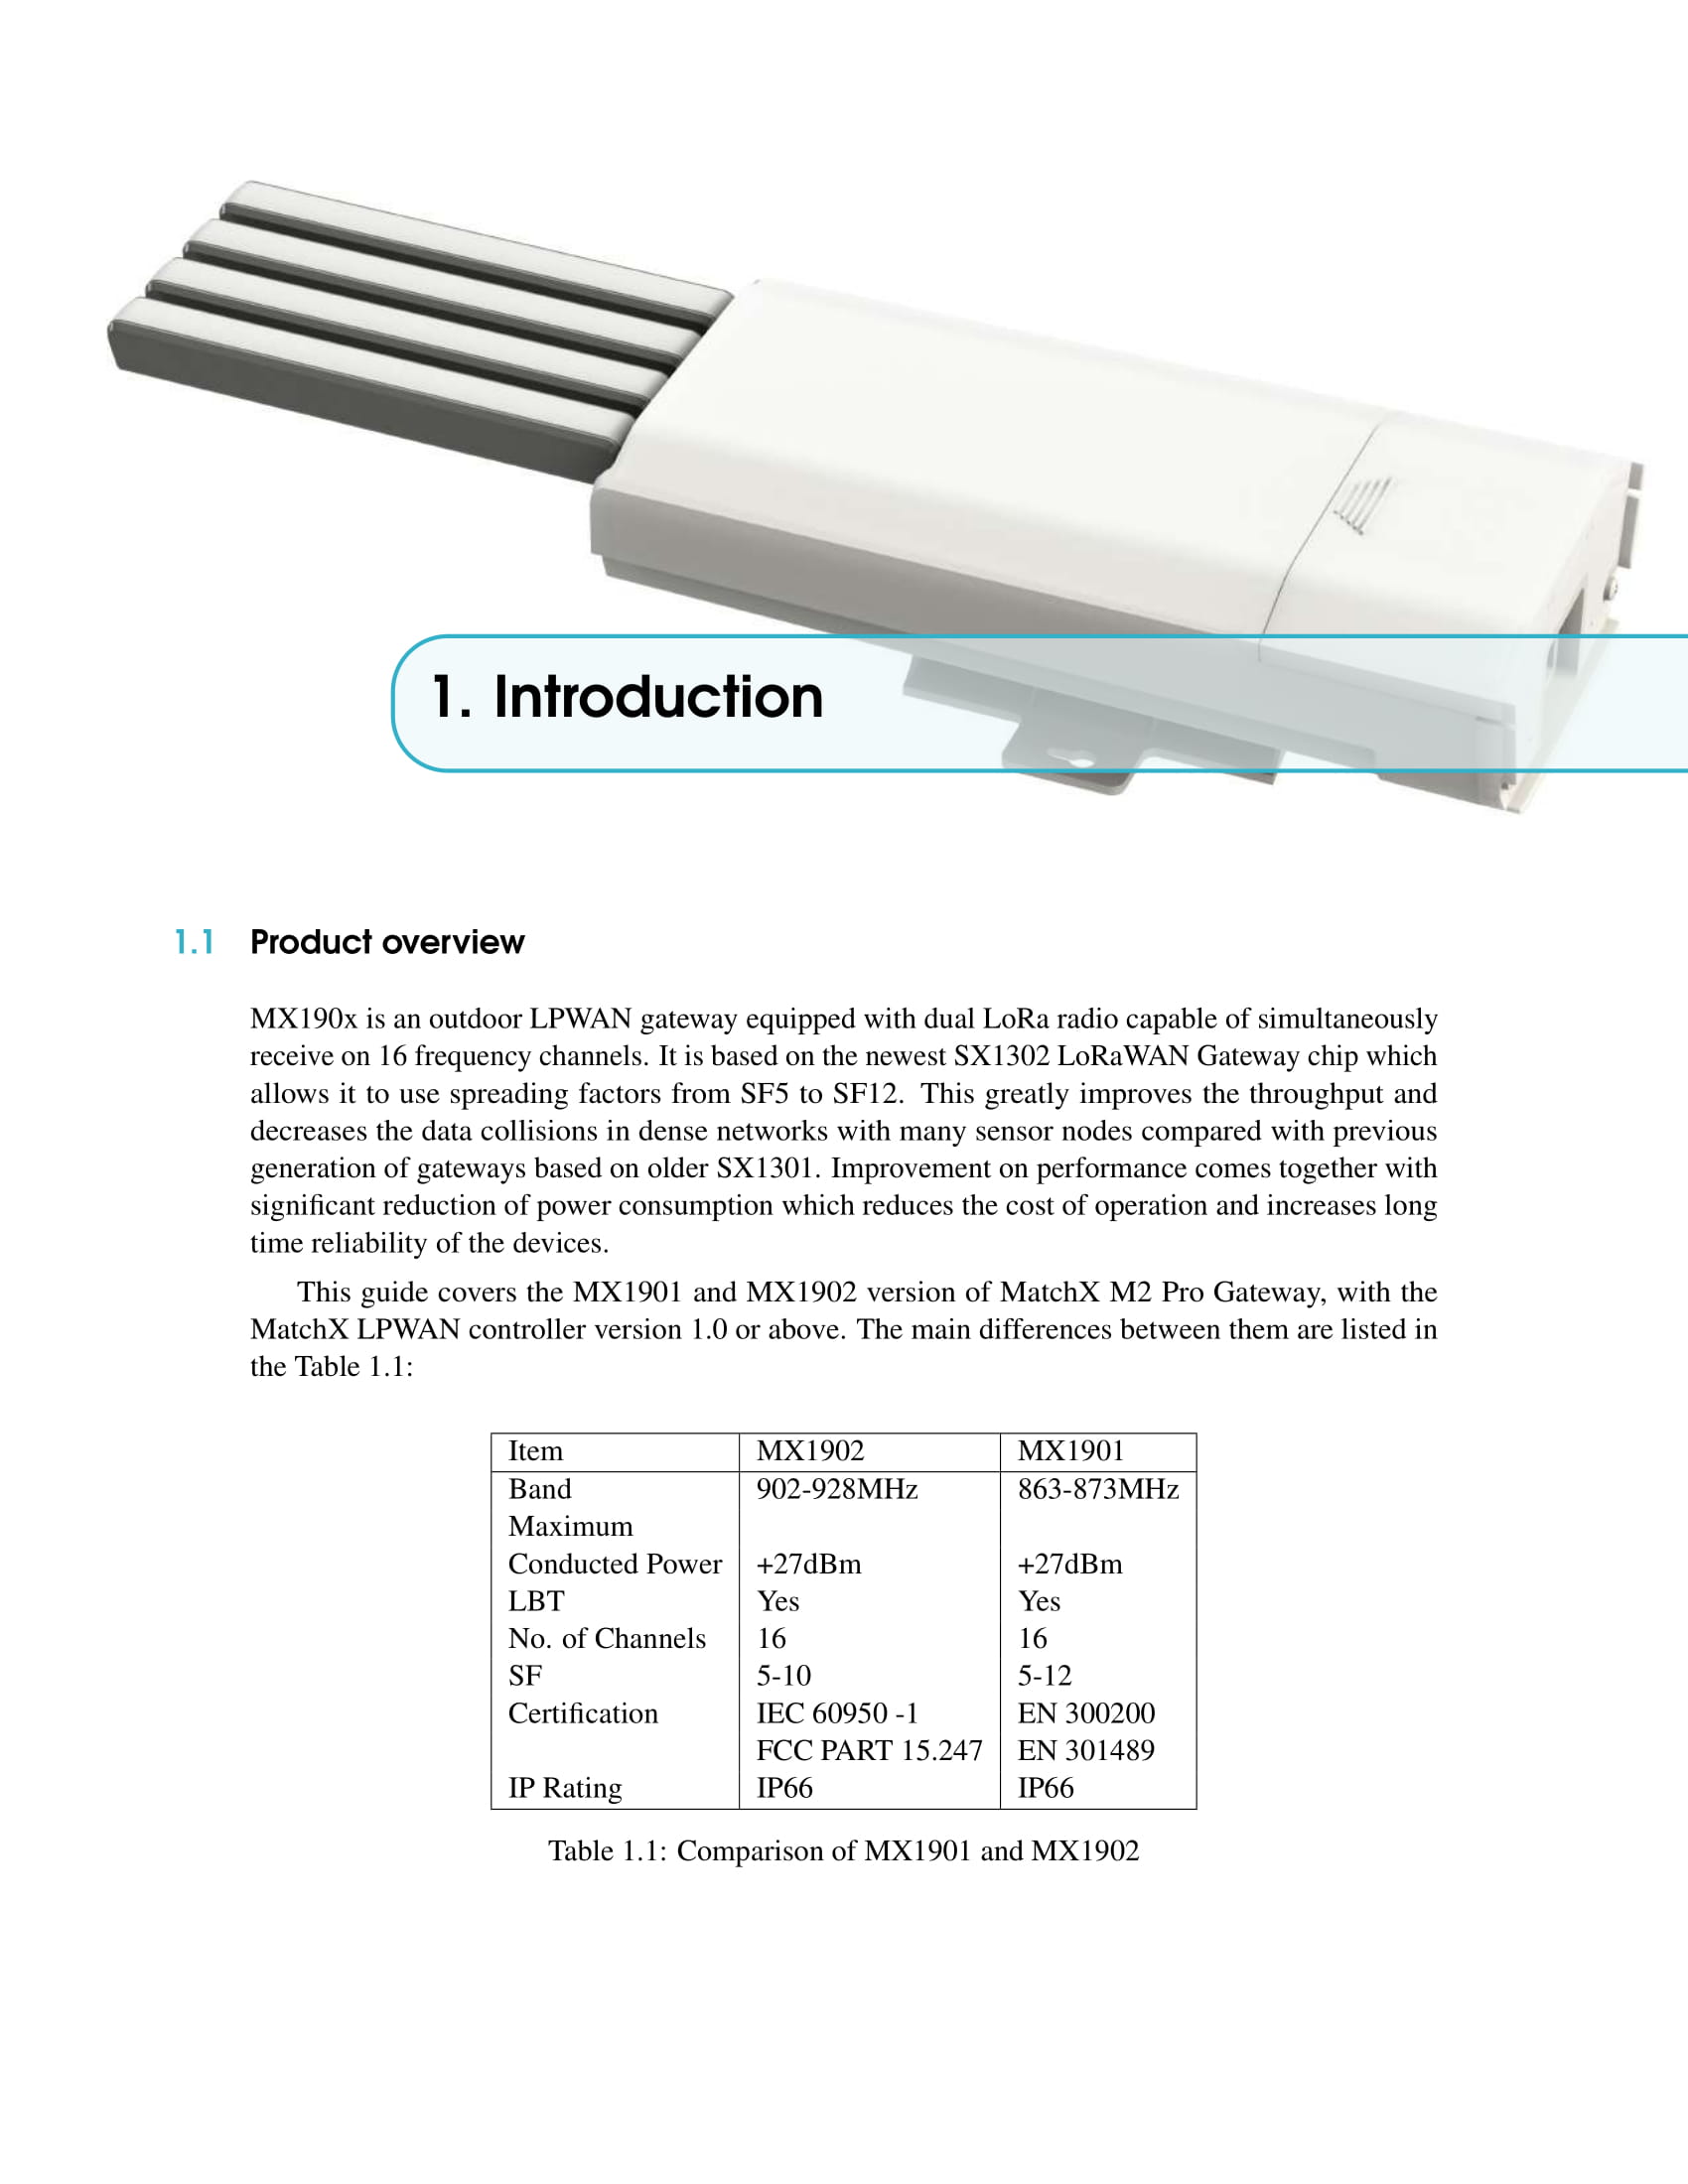 1. Introduction
1.1 Product overview
MX190x is an outdoor LPWAN gateway equipped with dual LoRa radio capable of simultaneously
receive on 16 frequency channels. It is based on the newest SX1302 LoRaWAN Gateway chip which
allows it to use spreading factors from SF5 to SF12. This greatly improves the throughput and
decreases the data collisions in dense networks with many sensor nodes compared with previous
generation of gateways based on older SX1301. Improvement on performance comes together with
significant reduction of power consumption which reduces the cost of operation and increases long
time reliability of the devices.
This guide covers the MX1901 and MX1902 version of MatchX M2 Pro Gateway, with the
MatchX LPWAN controller version 1.0 or above. The main differences between them are listed in
the Table 1.1:
Item MX1902 MX1901
Band 902-928MHz 863-873MHz
Maximum
Conducted Power +27dBm +27dBm
LBT Yes Yes
No. of Channels 16 16
SF 5-10 5-12
Certification IEC 60950 -1 EN 300200
FCC PART 15.247 EN 301489
IP Rating IP66 IP66
Table 1.1: Comparison of MX1901 and MX1902